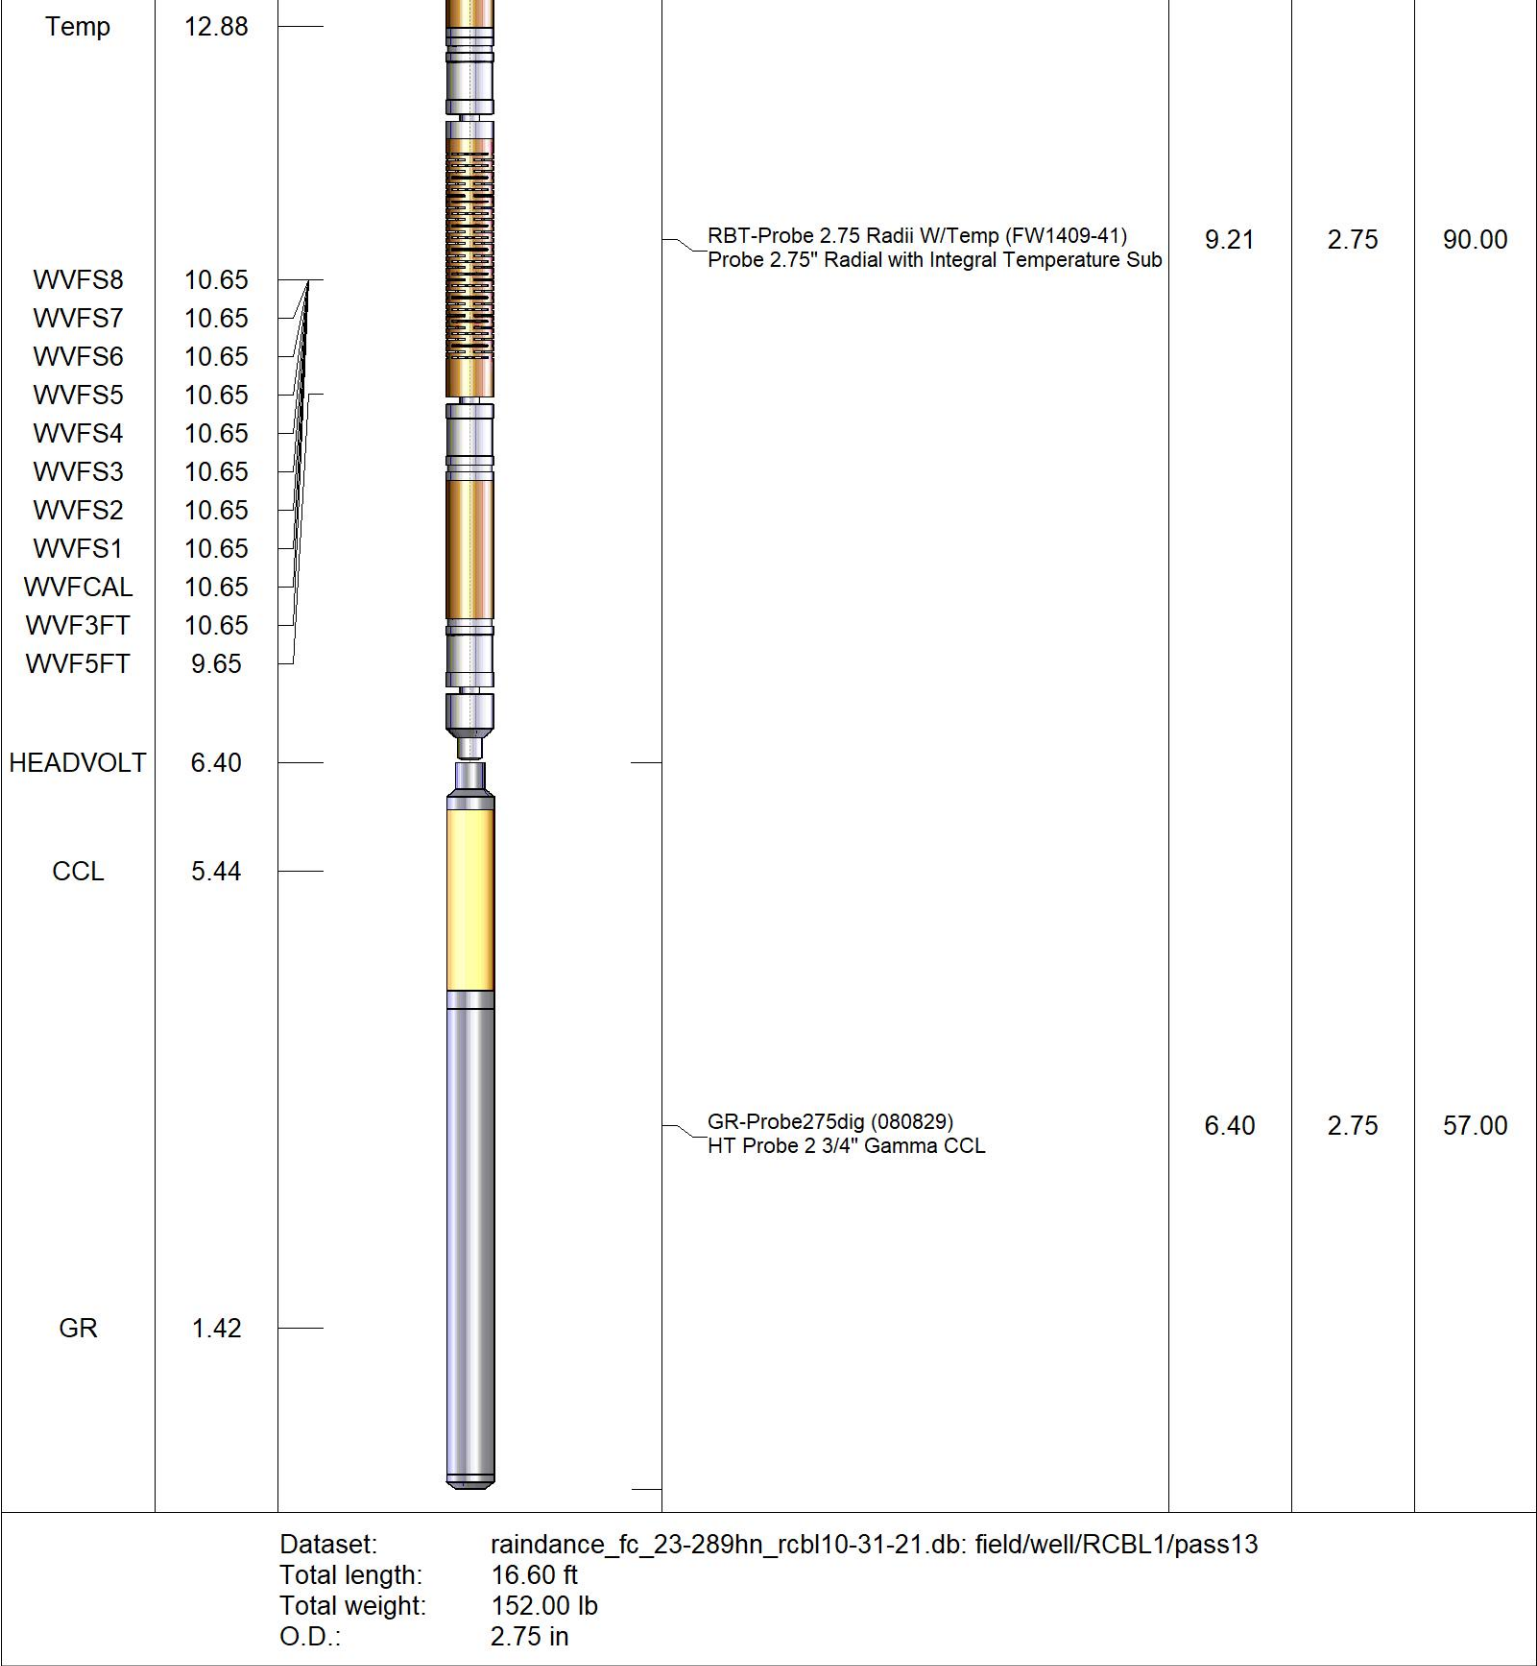 Temp 12.88
RBT-Probe 2.75 Radii W/Temp (FW1409-41) 9.21 2.75 90.00
Probe 2.75" Radial with Integral Temperature Sub
WVFS8 10.65
WVFS7 10.65
WVFS6 10.65
WVFS5 10.65
WVFS4 10.65
WVFS3 10.65
WVFS2 10.65
WVFS1 10.65
WVFCAL 10.65
WVF3FT 10.65
WVF5FT 9.65
HEADVOLT 6.40
CCL 5.44
GR-Probe275dig (080829) 6.40 2.75 57.00
HT Probe 2 3/4" Gamma CCL
GR 1.42
Dataset: raindance_fc_23-289hn_rcbl10-31-21.db: field/well/RCBL1/pass13
Total length: 16.60 ft
Total weight: 152.00 lb
O.D.: 2.75 in